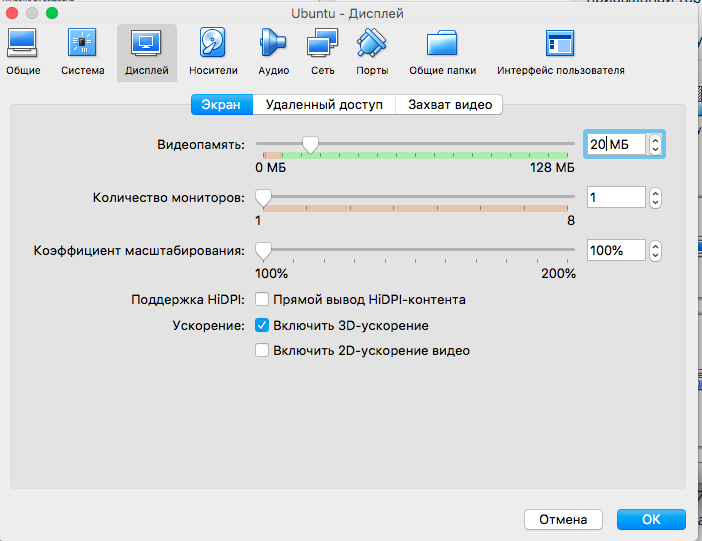 Ubuntu - Дисплей
Общие Система Дисплей Носители Аудио Сеть Порты Общие папки Интерфейс пользователя
Экран Удаленный доступ Захват видео
Видеопамять: 20 МБ
0 МБ 128 МБ
Количество мониторов: 1
1 8
Коэффициент масштабирования: 100%
100% 200%
Поддержка HiDPI: Прямой вывод HiDPI-контента
Ускорение: Включить 3D-ускорение
Включить 2D-ускорение видео
Отмена OK